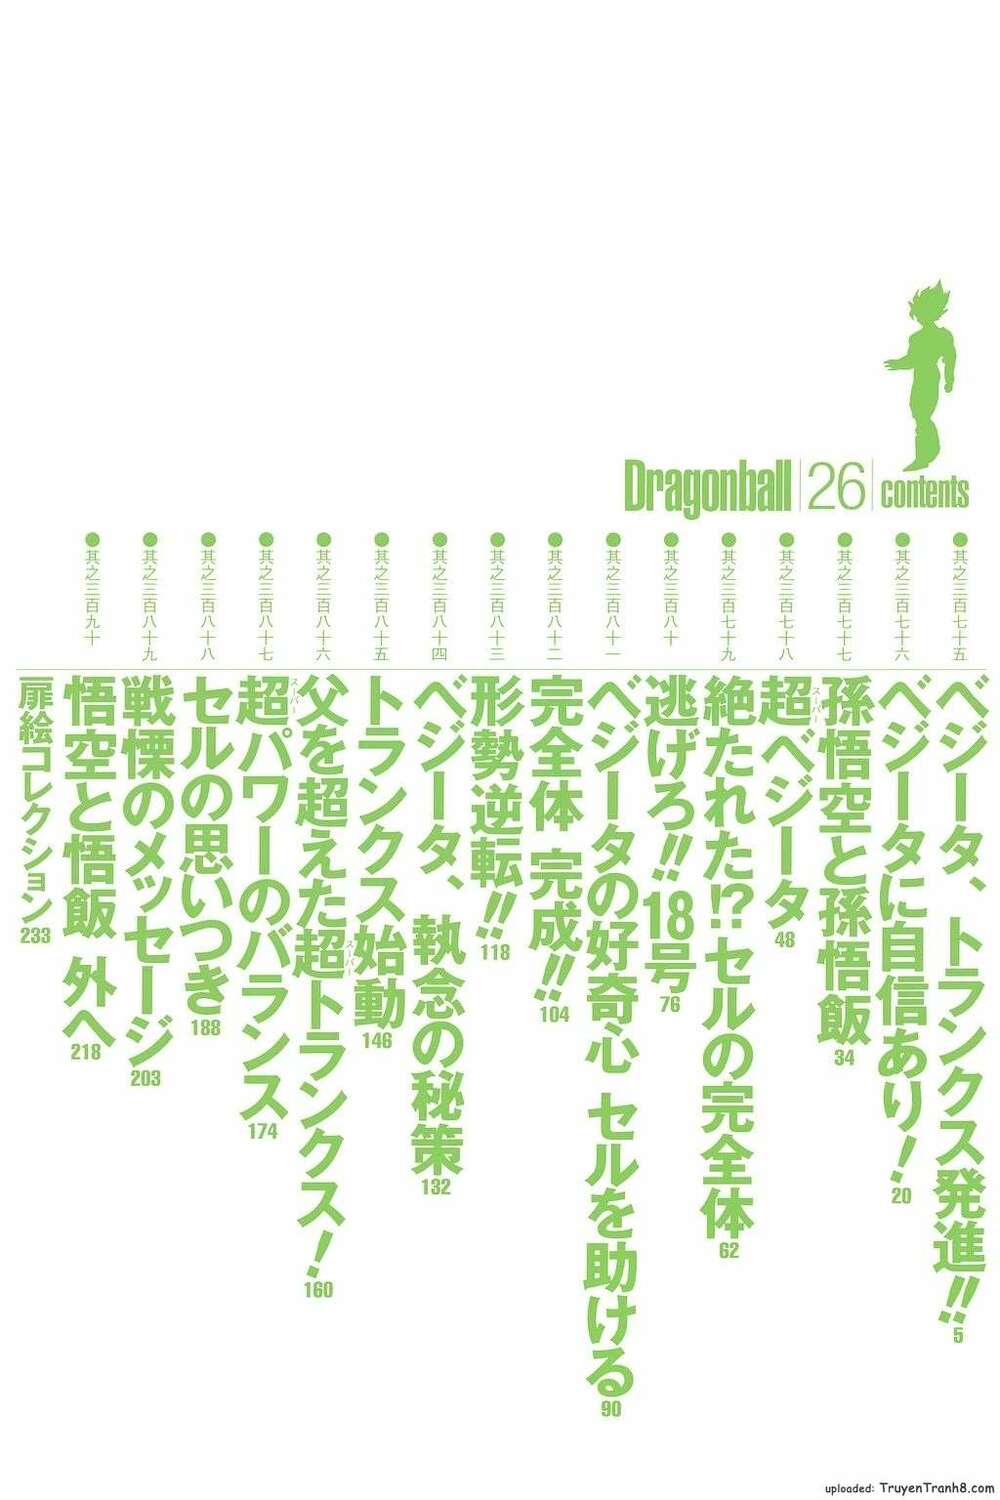 Dragonball 26 contents
●其之三百七十五
ベジータ、トランクス発進!!
5
●其之三百七十六
ベジータに自信あり!
20
●其之三百七十七
孫悟空と孫悟飯
34
●其之三百七十八
超ベジータ
スーパー
48
●其之三百七十九
絶たれた!?セルの完全体
62
●其之三百八十
逃げろ!!18号
76
●其之三百八十一
ベジータの好奇心 セルを助ける
90
●其之三百八十二
完全体 完成!!
104
●其之三百八十三
形勢逆転!!
118
●其之三百八十四
ベジータ、執念の秘策
132
●其之三百八十五
トランクス始動
146
●其之三百八十六
父を超えた超トランクス!
スーパー
160
●其之三百八十七
超パワーのバランス
スーパー
174
●其之三百八十八
セルの思いつき
188
●其之三百八十九
戦慄のメッセージ
203
●其之三百九十
悟空と悟飯 外へ
218
扉絵コレクション
233
uploaded: TruyenTranh8.com